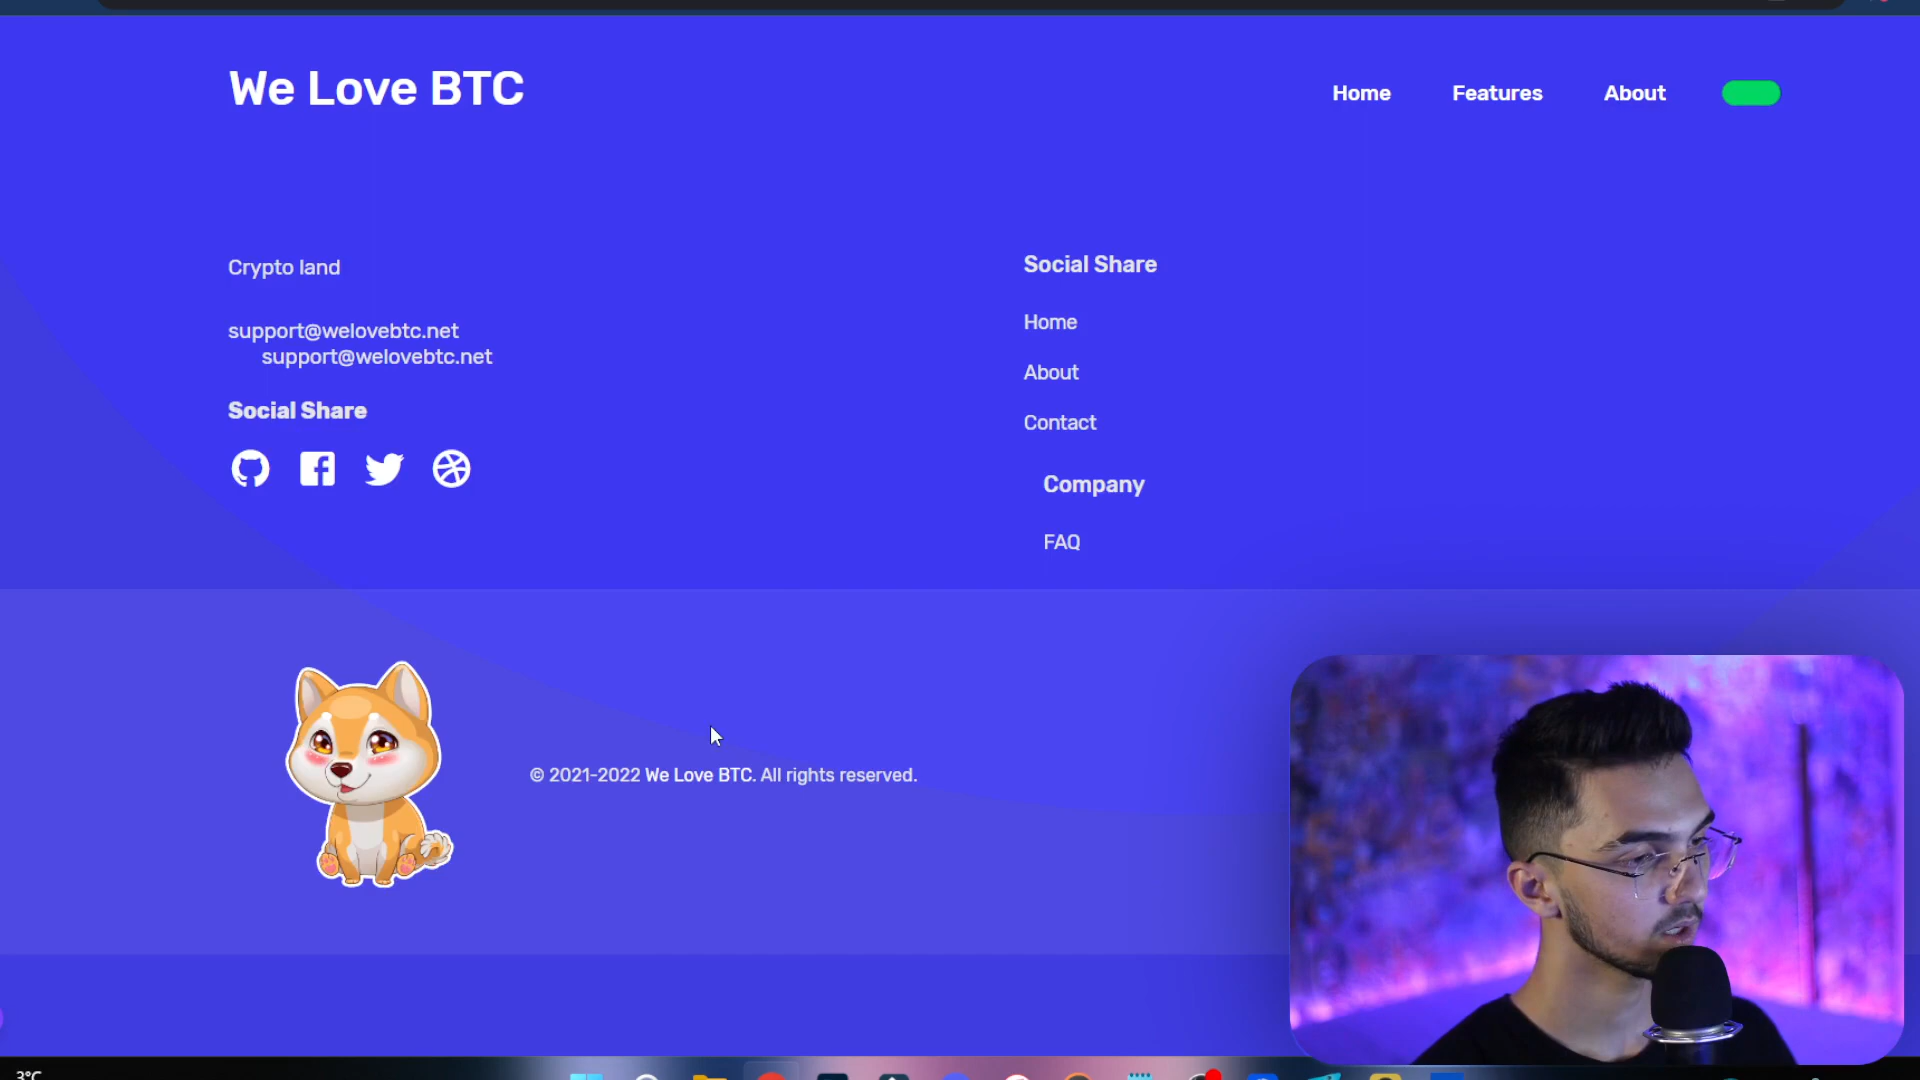 We Love BTC
Home Features About
Crypto land
support@welovebtc.net
support@welovebtc.net
Social Share
Social Share
Home
About
Contact
Company
FAQ
© 2021-2022 We Love BTC. All rights reserved.
3°C